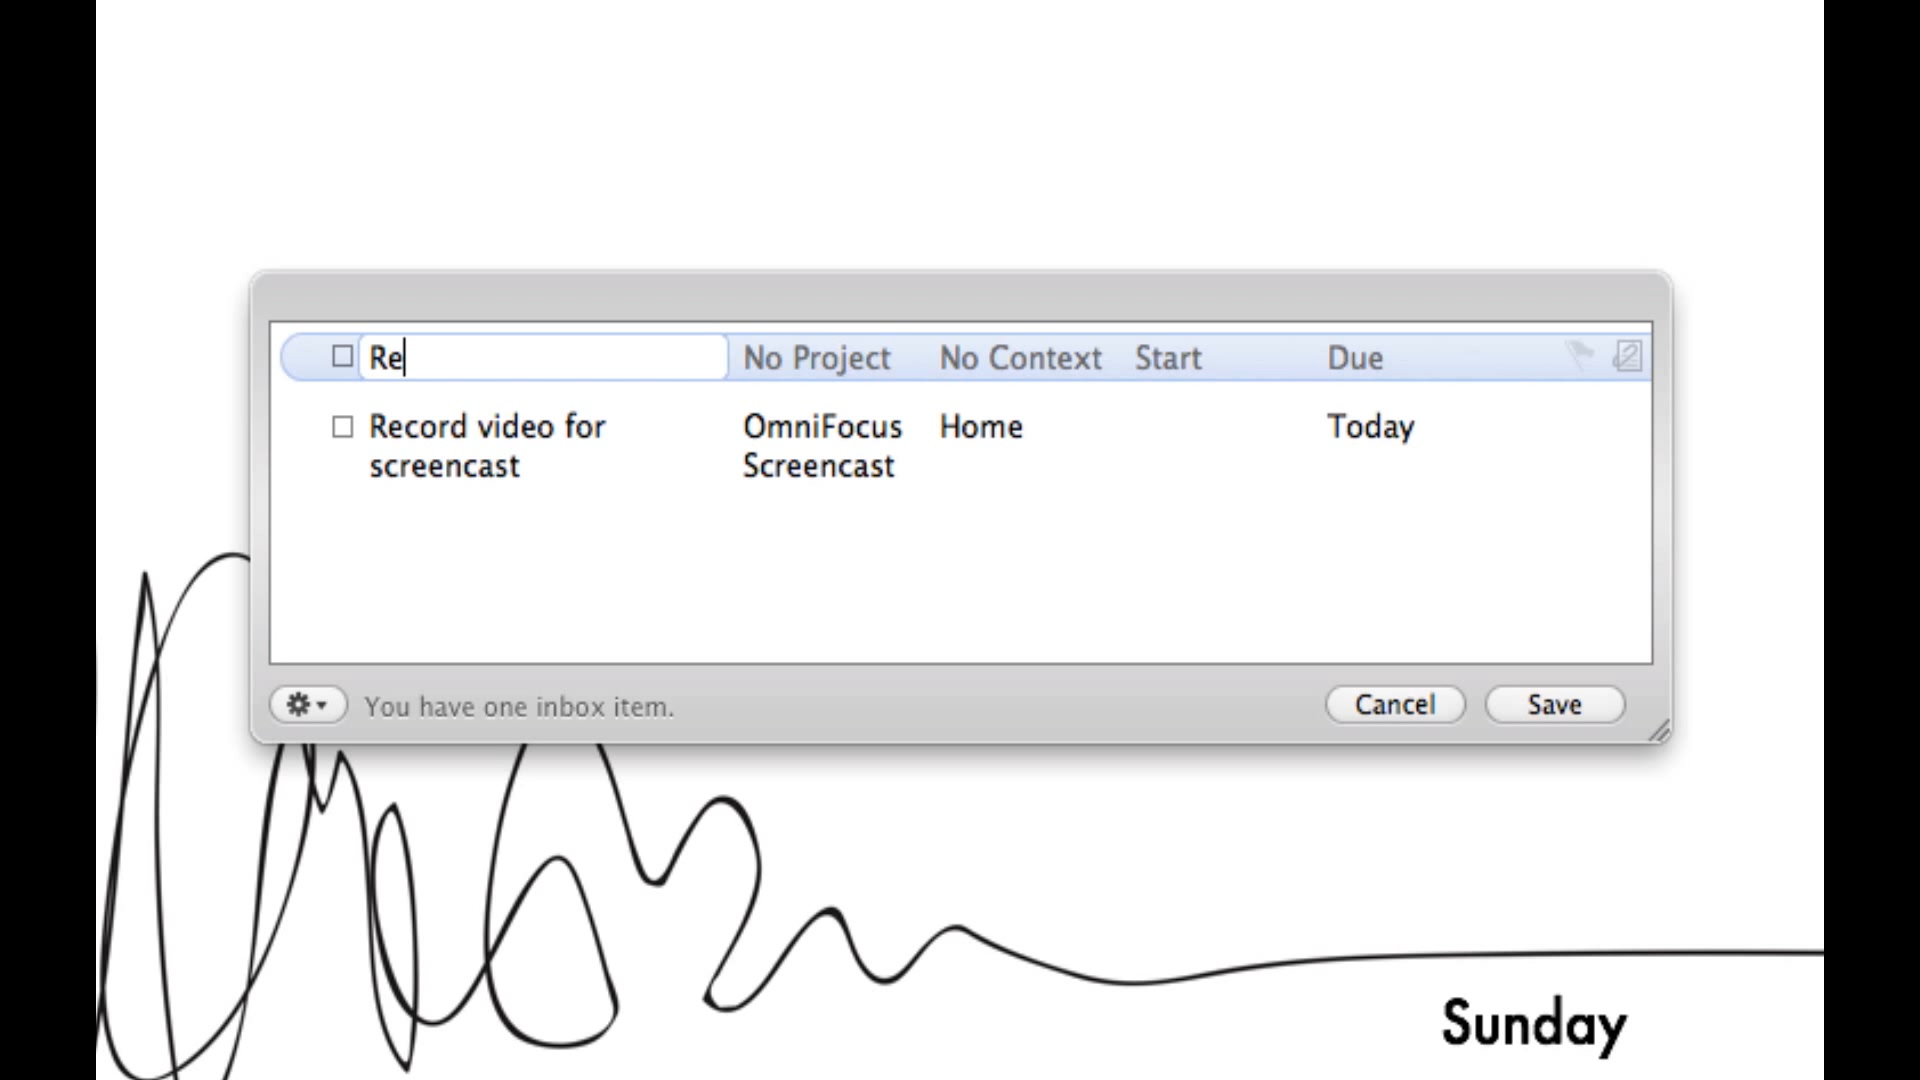 Re No Project No Context Start Due
Record video for OmniFocus Home Today
screencast Screencast
You have one inbox item. Cancel Save
Sunday